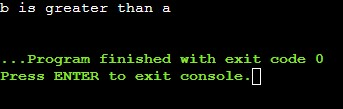 b is greater than a
...Program finished with exit code 0
Press ENTER to exit console.